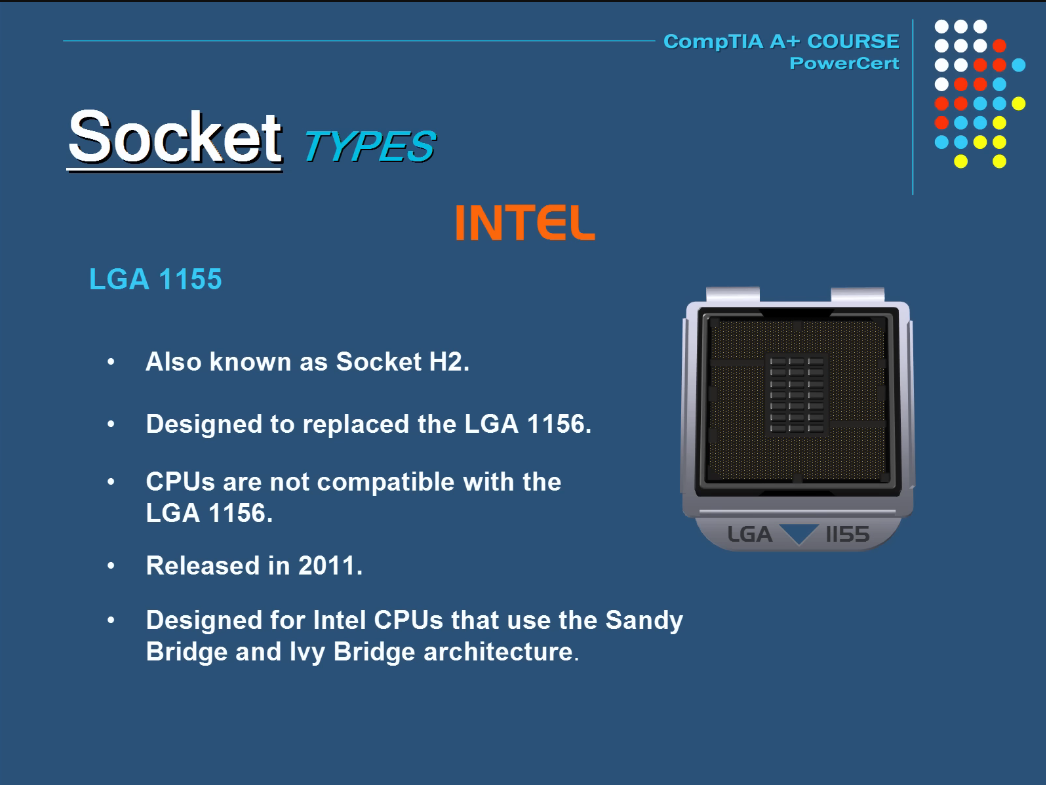 CompTIA A+ COURSE
PowerCert
Socket TYPES
INTEL
LGA 1155
• Also known as Socket H2.
• Designed to replaced the LGA 1156.
• CPUs are not compatible with the
LGA 1156.
• Released in 2011.
• Designed for Intel CPUs that use the Sandy
Bridge and Ivy Bridge architecture.
LGA 1155